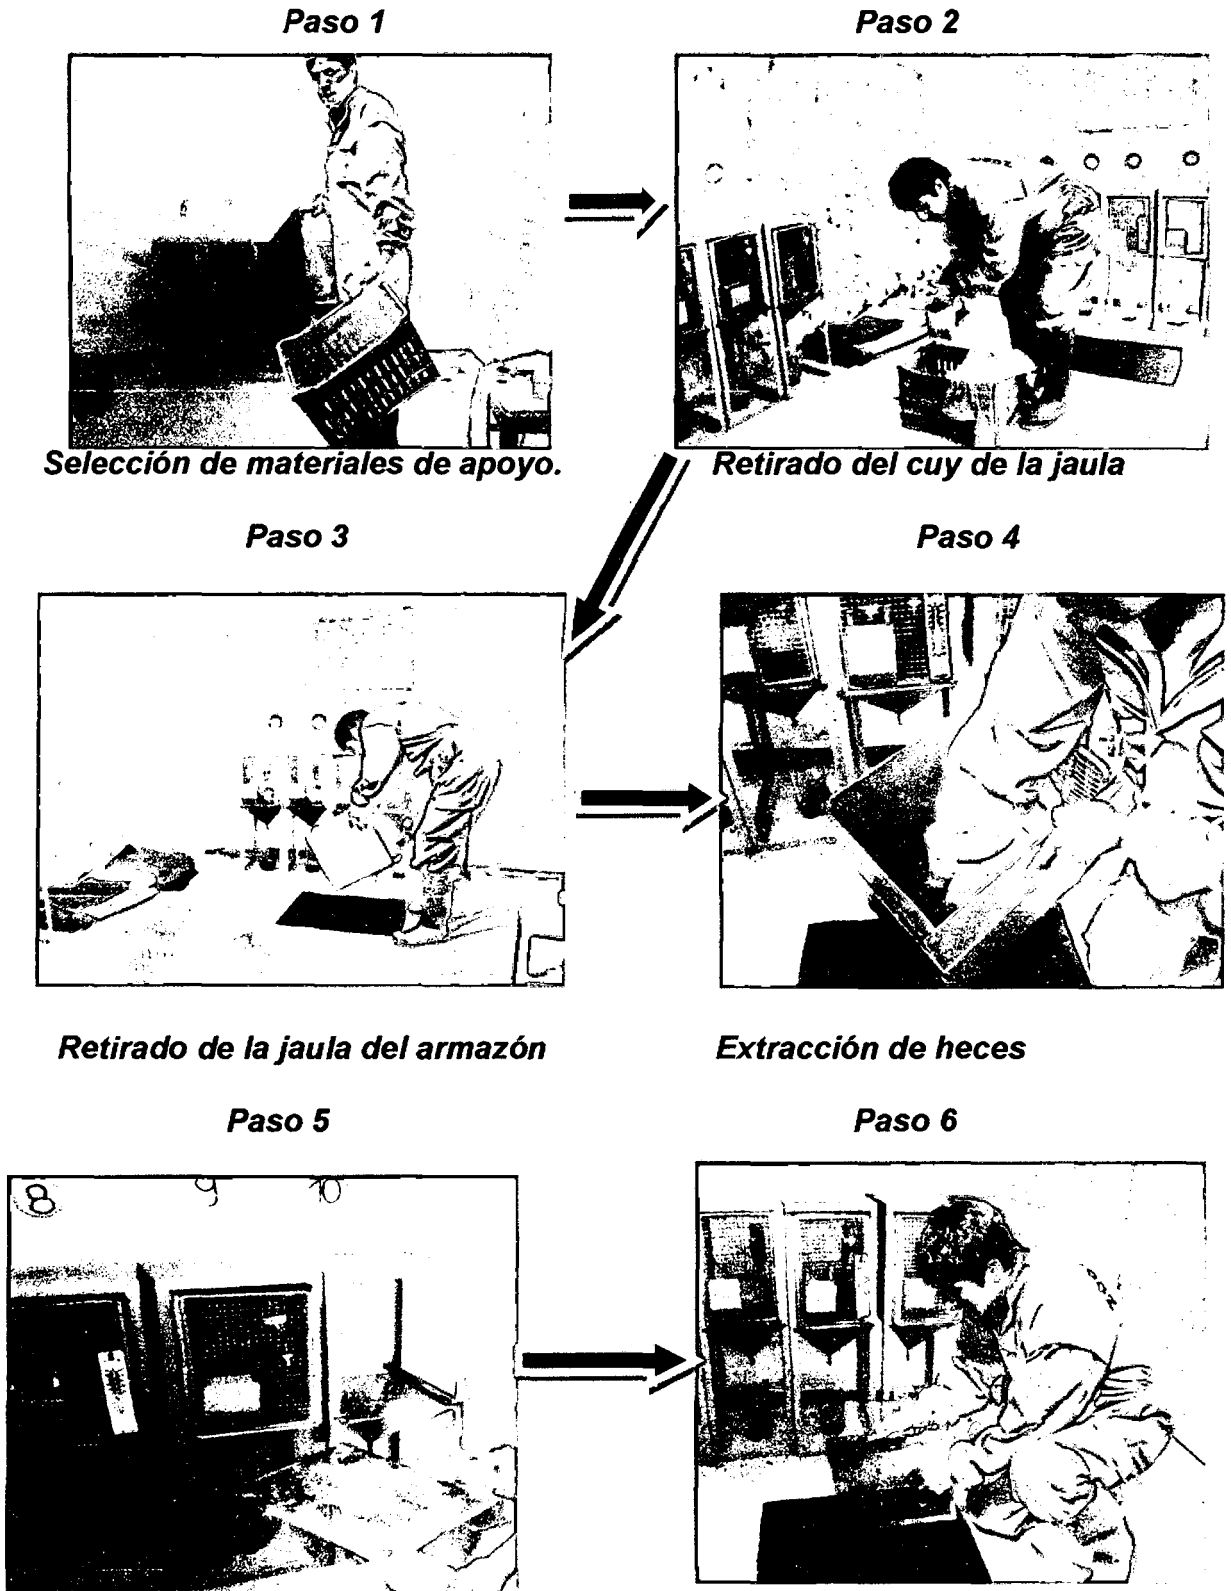 Paso 1
Paso 2
Selección de materiales de apoyo.
Retirado del cuy de la jaula
Paso 3
Paso 4
Retirado de la jaula del armazón
Extracción de heces
Paso 5
Paso 6
8
9
10